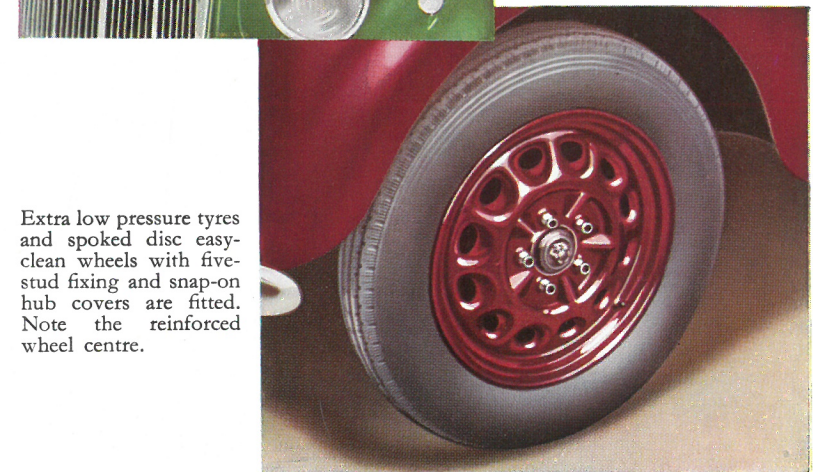 Extra low pressure tyres
and spoked disc easy-
clean wheels with five-
stud fixing and snap-on
hub covers are fitted.
Note the reinforced
wheel centre.